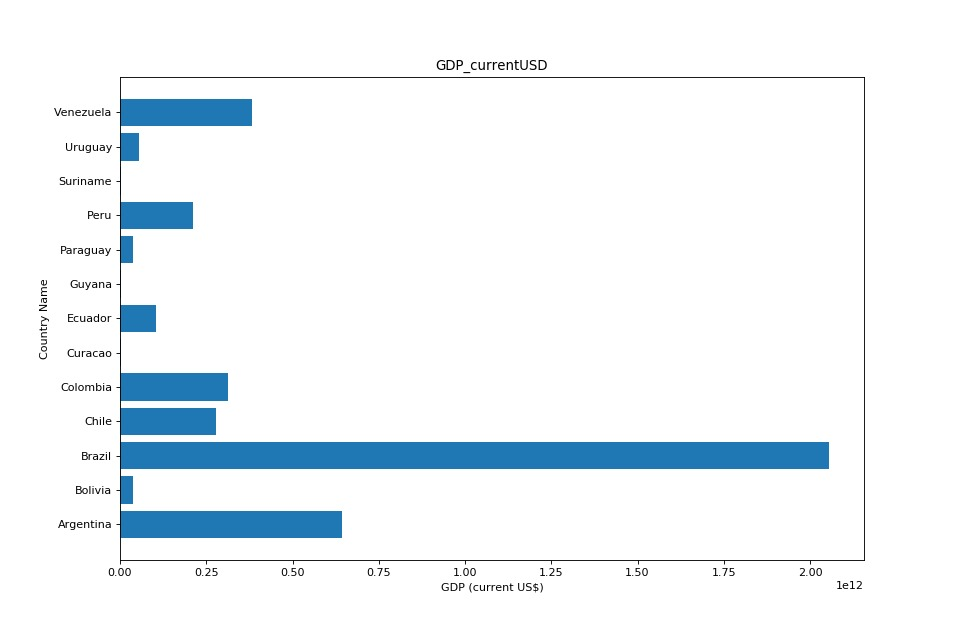 GDP_currentUSD
Venezuela
Uruguay
Suriname
Peru
Paraguay
Guyana
Ecuador
Curacao
Colombia
Chile
Brazil
Bolivia
Argentina
Country Name
0.00 0.25 0.50 0.75 1.00 1.25 1.50 1.75 2.00
1e12
GDP (current US$)